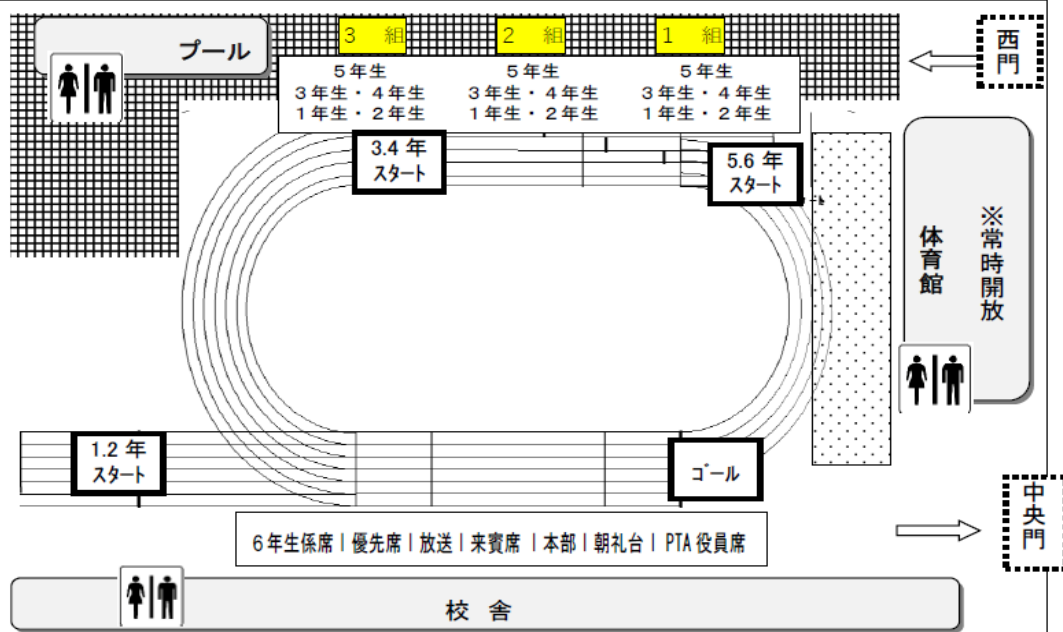 プール
3 組
2 組
1 組
西門
5年生
3年生・4年生
1年生・2年生
5年生
3年生・4年生
1年生・2年生
5年生
3年生・4年生
1年生・2年生
3.4 年
スタート
5.6 年
スタート
体育館
※常時開放
1.2 年
スタート
ゴール
中央門
6年生係席 | 優先席 | 放送 | 来賓席 | 本部 | 朝礼台 | PTA 役員席
校 舎